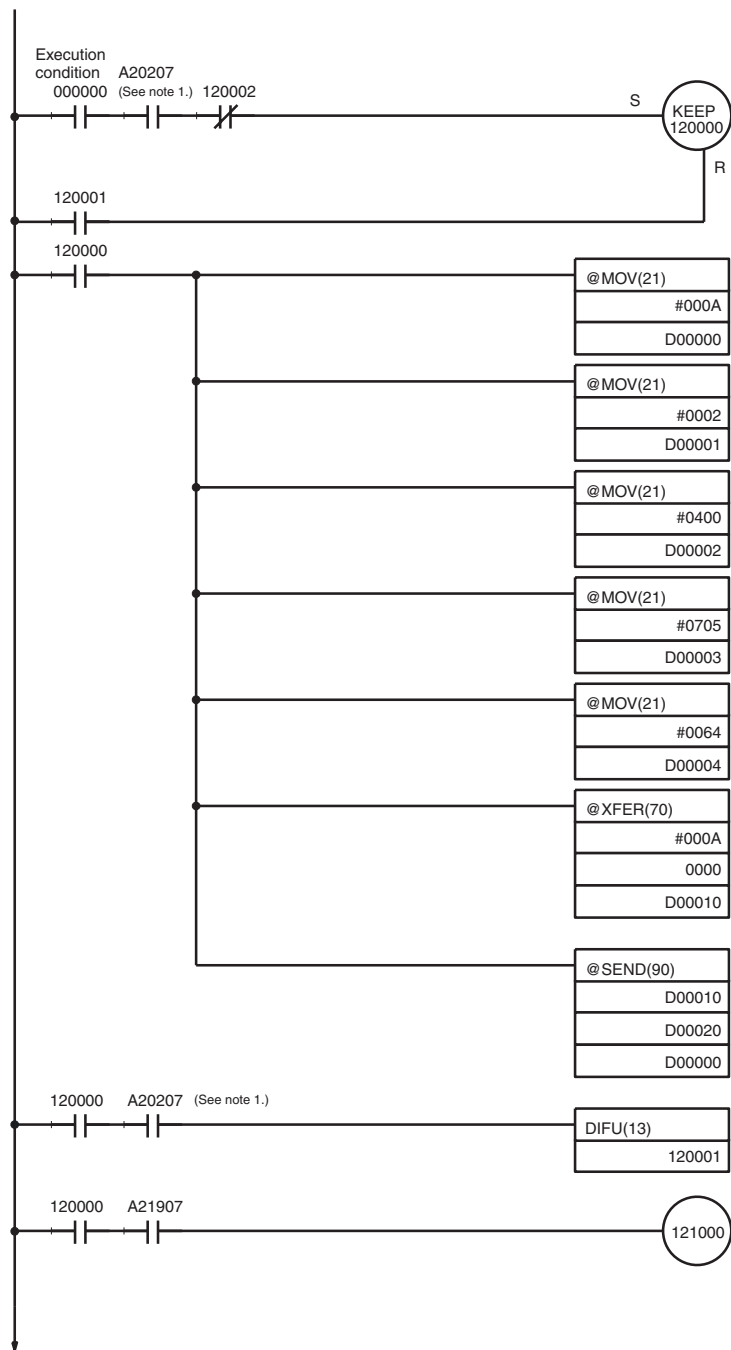 Execution
condition
000000
A20207
(See note 1.)
120002
S
KEEP
120000
R
120001
120000
@MOV(21)
#000A
D00000
@MOV(21)
#0002
D00001
@MOV(21)
#0400
D00002
@MOV(21)
#0705
D00003
@MOV(21)
#0064
D00004
@XFER(70)
#000A
0000
D00010
@SEND(90)
D00010
D00020
D00000
120000
A20207
(See note 1.)
DIFU(13)
120001
120000
A21907
121000